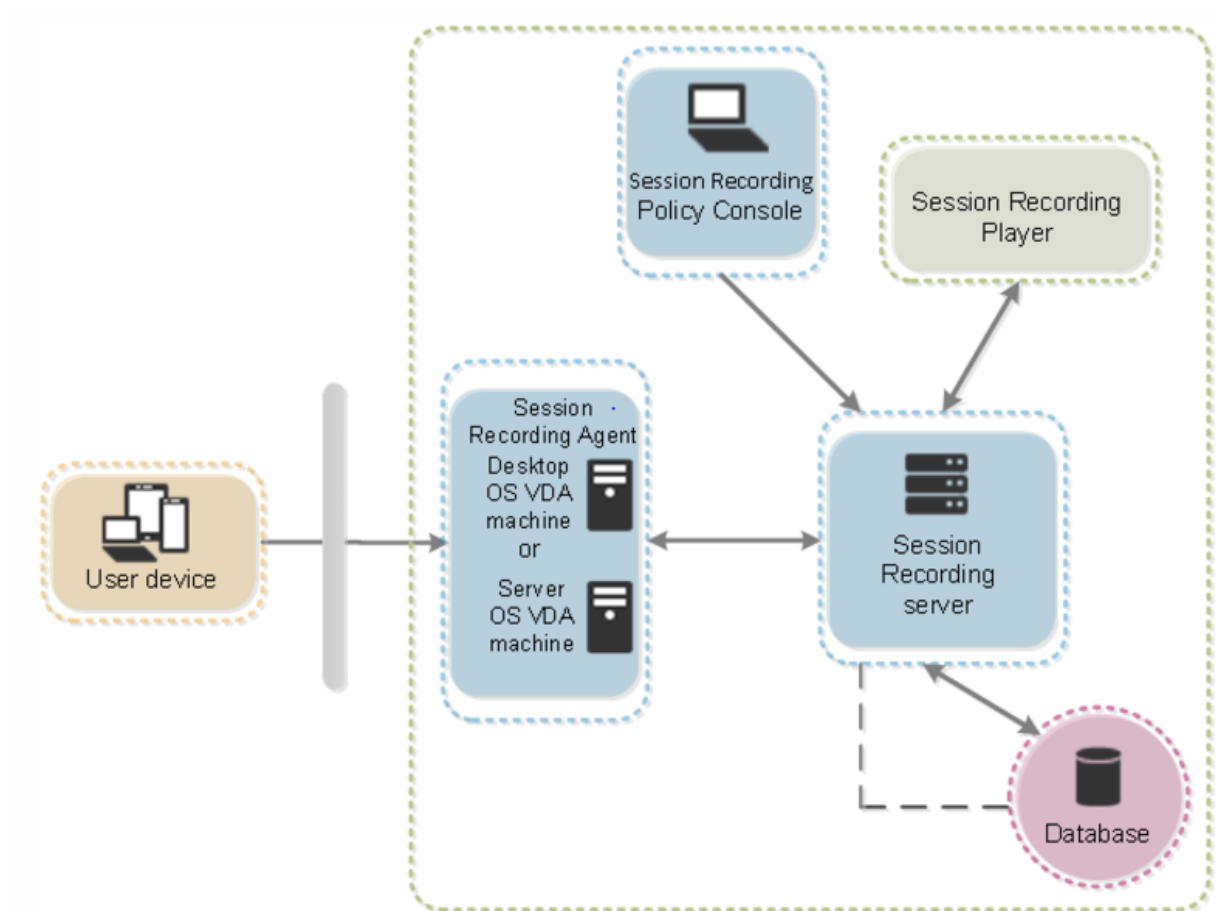 Session Recording
Policy Console
Session Recording
Player
Session
Recording Agent
Desktop
OS VDA
machine
or
Server
OS VDA
machine
User device
Session
Recording
server
Database